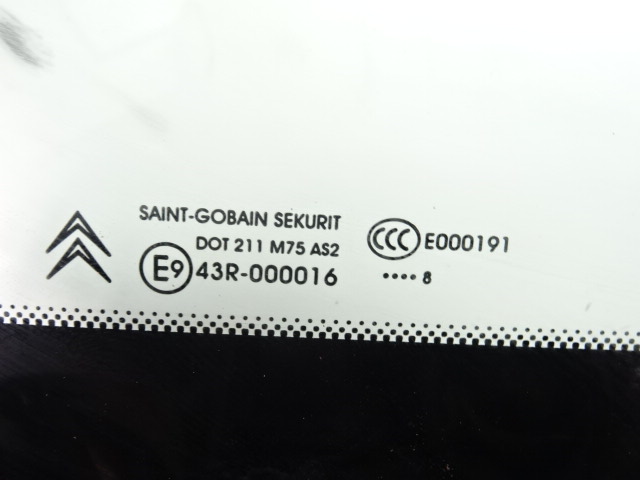 SAINT-GOBAIN SEKURIT
DOT 211 M75 AS2
E9 43R-000016
CCC E000191
•••• 8